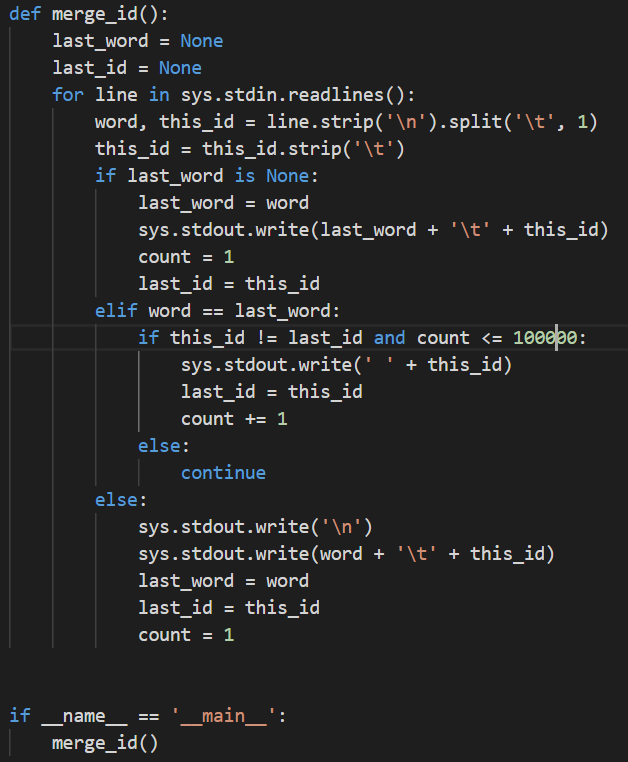 def merge_id():
    last_word = None
    last_id = None
    for line in sys.stdin.readlines():
        word, this_id = line.strip('\n').split('\t', 1)
        this_id = this_id.strip('\t')
        if last_word is None:
            last_word = word
            sys.stdout.write(last_word + '\t' + this_id)
            count = 1
            last_id = this_id
        elif word == last_word:
            if this_id != last_id and count <= 100000:
                sys.stdout.write(' ' + this_id)
                last_id = this_id
                count += 1
            else:
                continue
        else:
            sys.stdout.write('\n')
            sys.stdout.write(word + '\t' + this_id)
            last_word = word
            last_id = this_id
            count = 1
if __name__ == '__main__':
    merge_id()